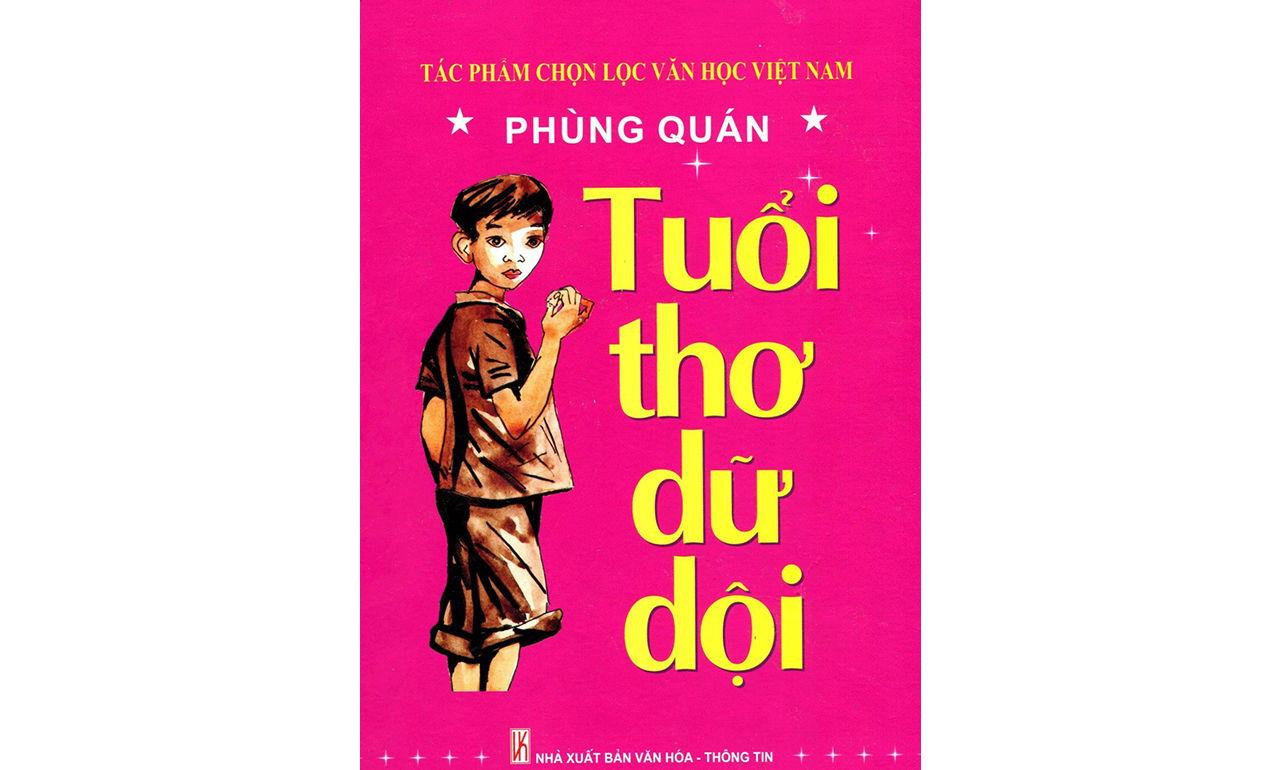 TÁC PHẨM CHỌN LỌC VĂN HỌC VIỆT NAM
PHÙNG QUÁN
Tuổi
thơ
dữ
dội
NHÀ XUẤT BẢN VĂN HÓA - THÔNG TIN